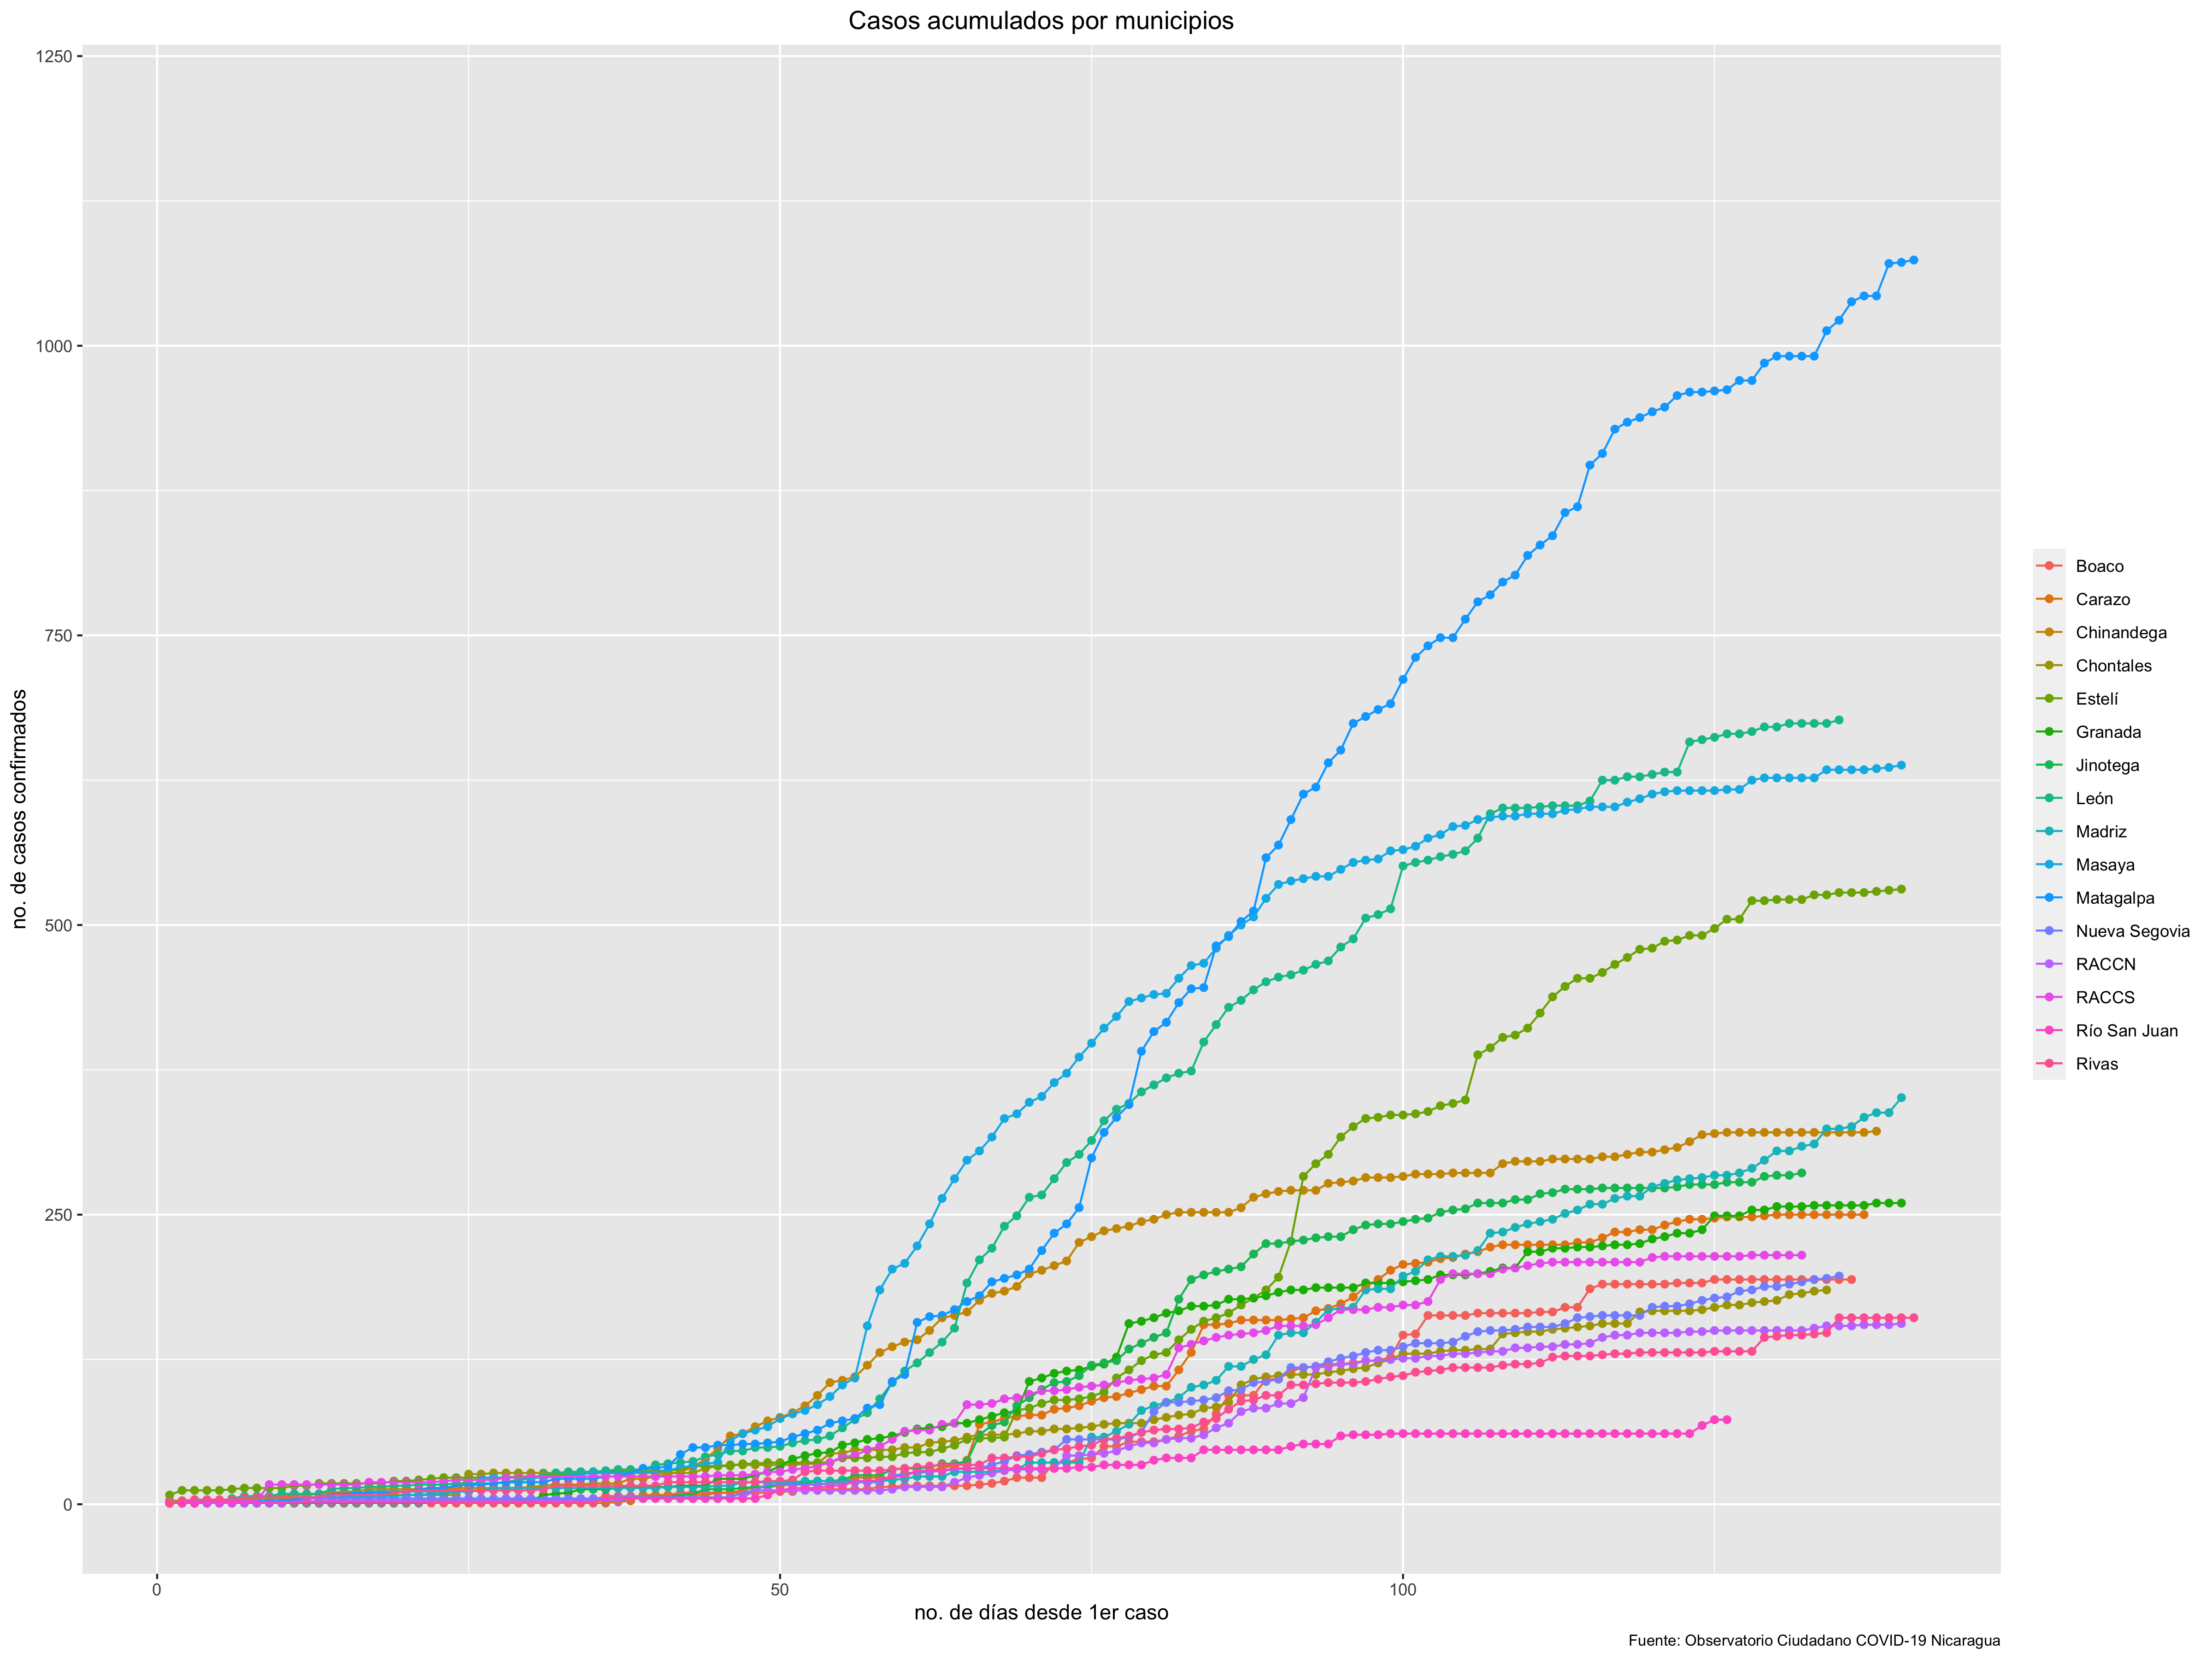 Casos acumulados por municipios
1250
1000
750
500
250
0
no. de casos confirmados
0
50
100
no. de días desde 1er caso
Boaco
Carazo
Chinandega
Chontales
Estelí
Granada
Jinotega
León
Madriz
Masaya
Matagalpa
Nueva Segovia
RACCN
RACCS
Río San Juan
Rivas
Fuente: Observatorio Ciudadano COVID-19 Nicaragua